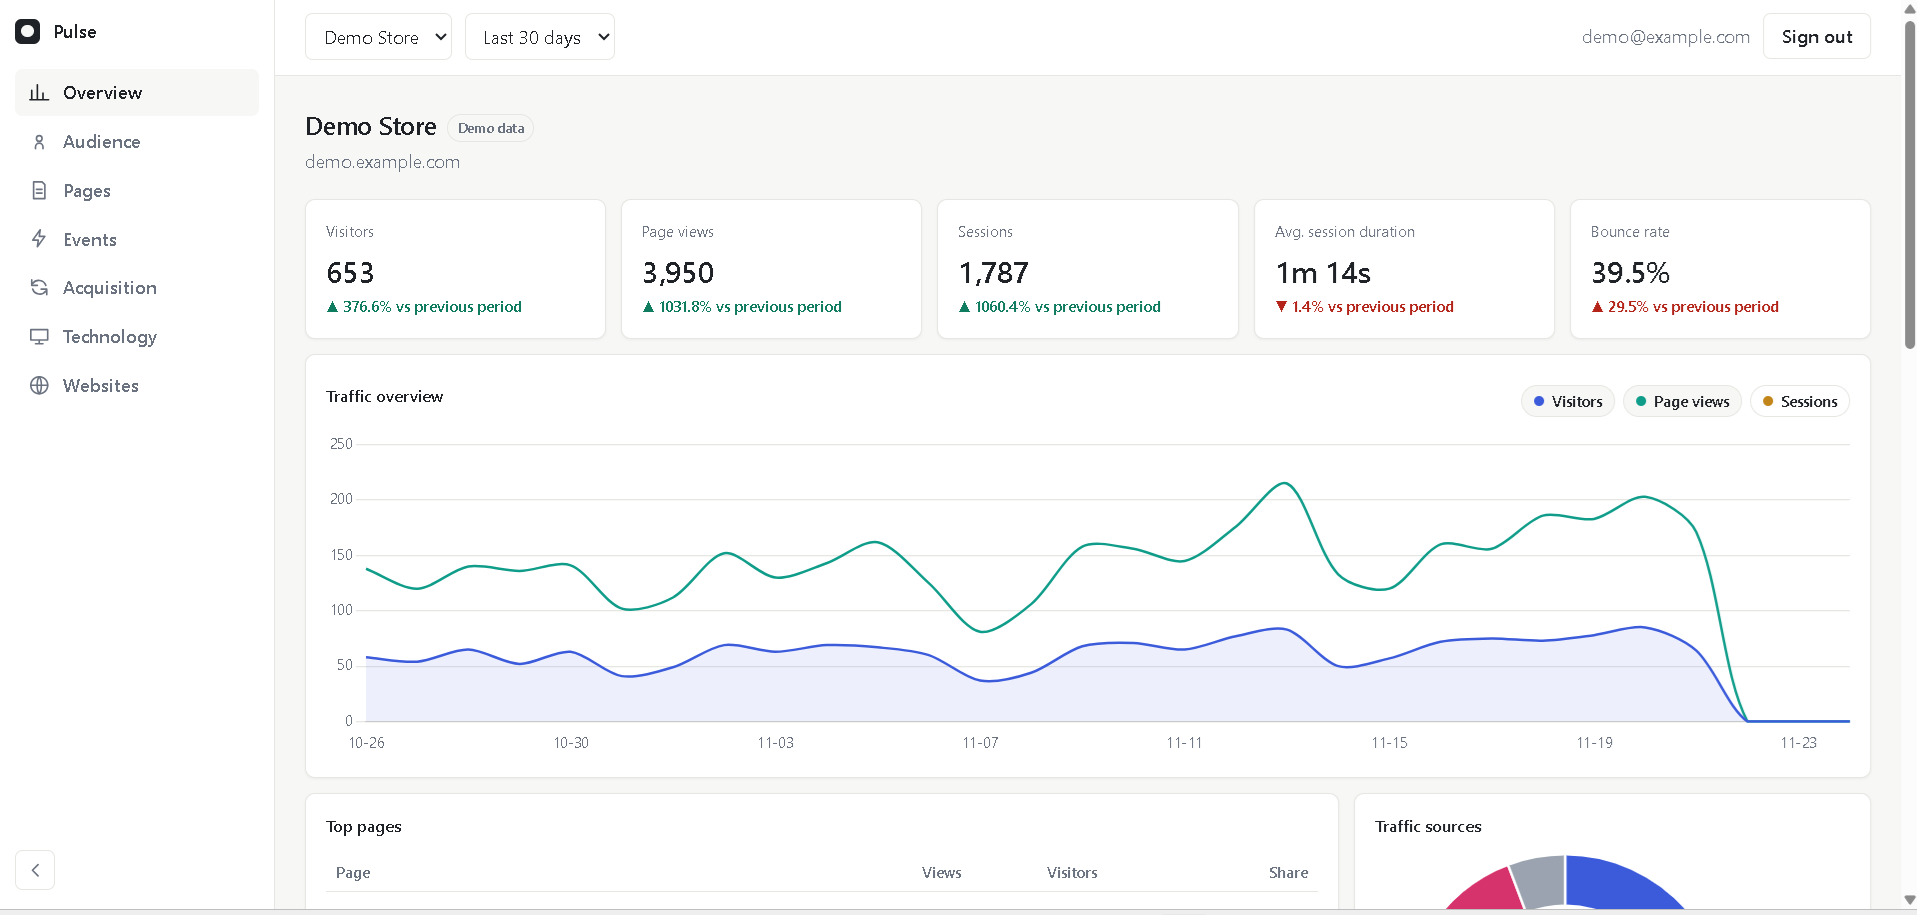 Pulse
Overview
Audience
Pages
Events
Acquisition
Technology
Websites
Demo Store
Last 30 days
demo@example.com
Sign out
Demo Store
Demo data
demo.example.com
Visitors
653
▲ 376.6% vs previous period
Page views
3,950
▲ 1031.8% vs previous period
Sessions
1,787
▲ 1060.4% vs previous period
Avg. session duration
1m 14s
▼ 1.4% vs previous period
Bounce rate
39.5%
▲ 29.5% vs previous period
Traffic overview
Visitors
Page views
Sessions
250
200
150
100
50
0
10-26
10-30
11-03
11-07
11-11
11-15
11-19
11-23
Top pages
Page
Views
Visitors
Share
Traffic sources